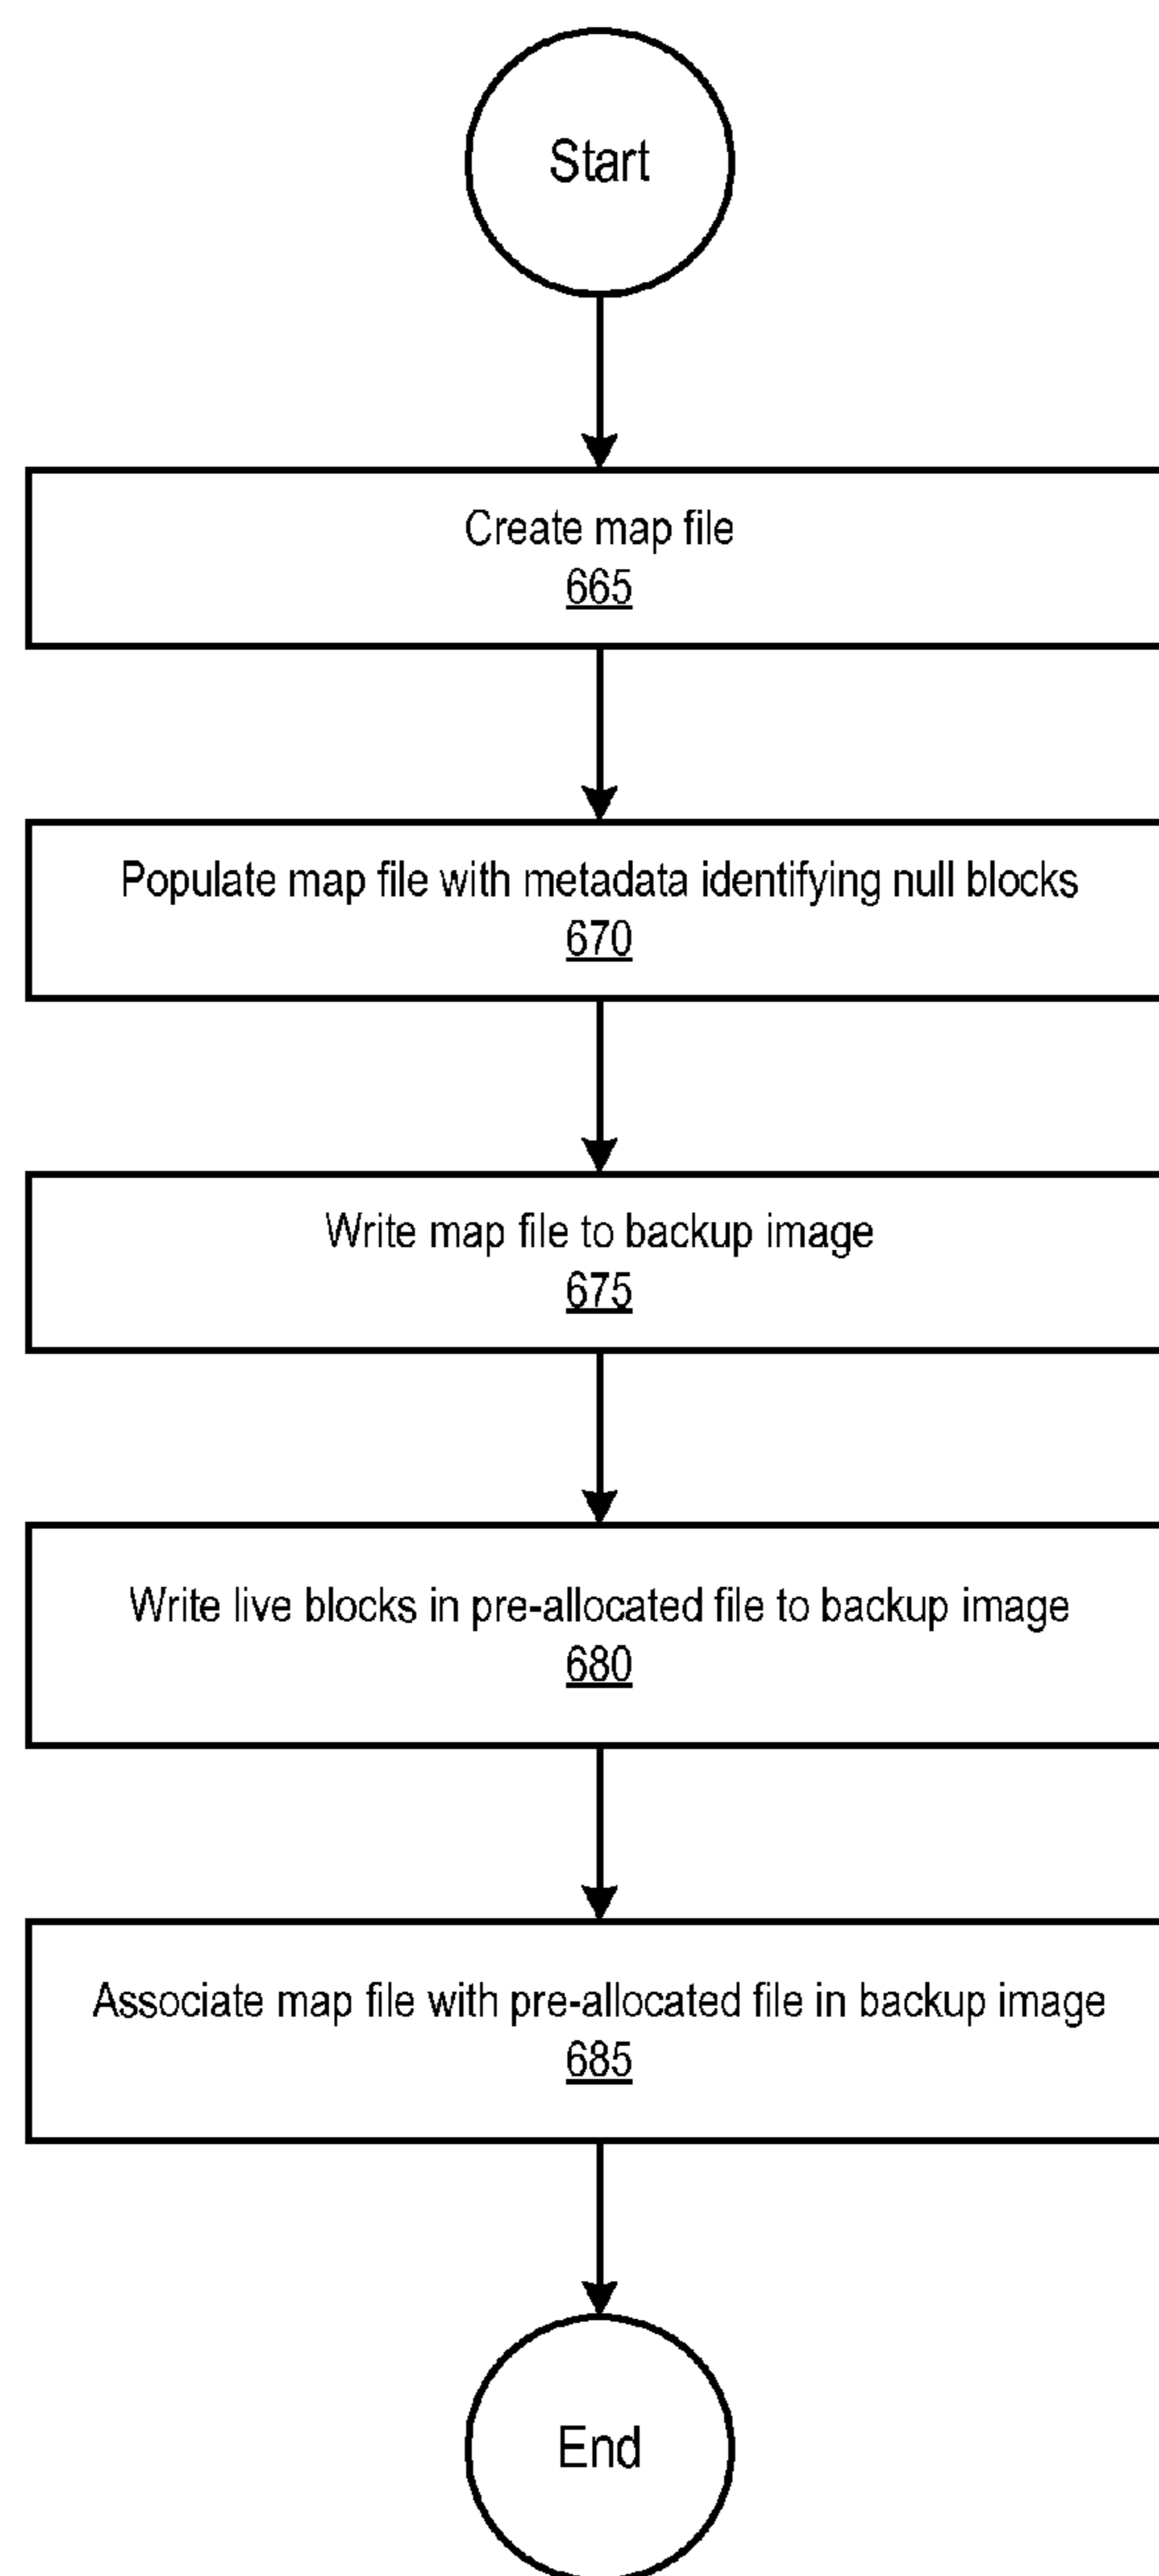 Start
Create map file
665
Populate map file with metadata identifying null blocks
670
Write map file to backup image
675
Write live blocks in pre-allocated file to backup image
680
Associate map file with pre-allocated file in backup image
685
End